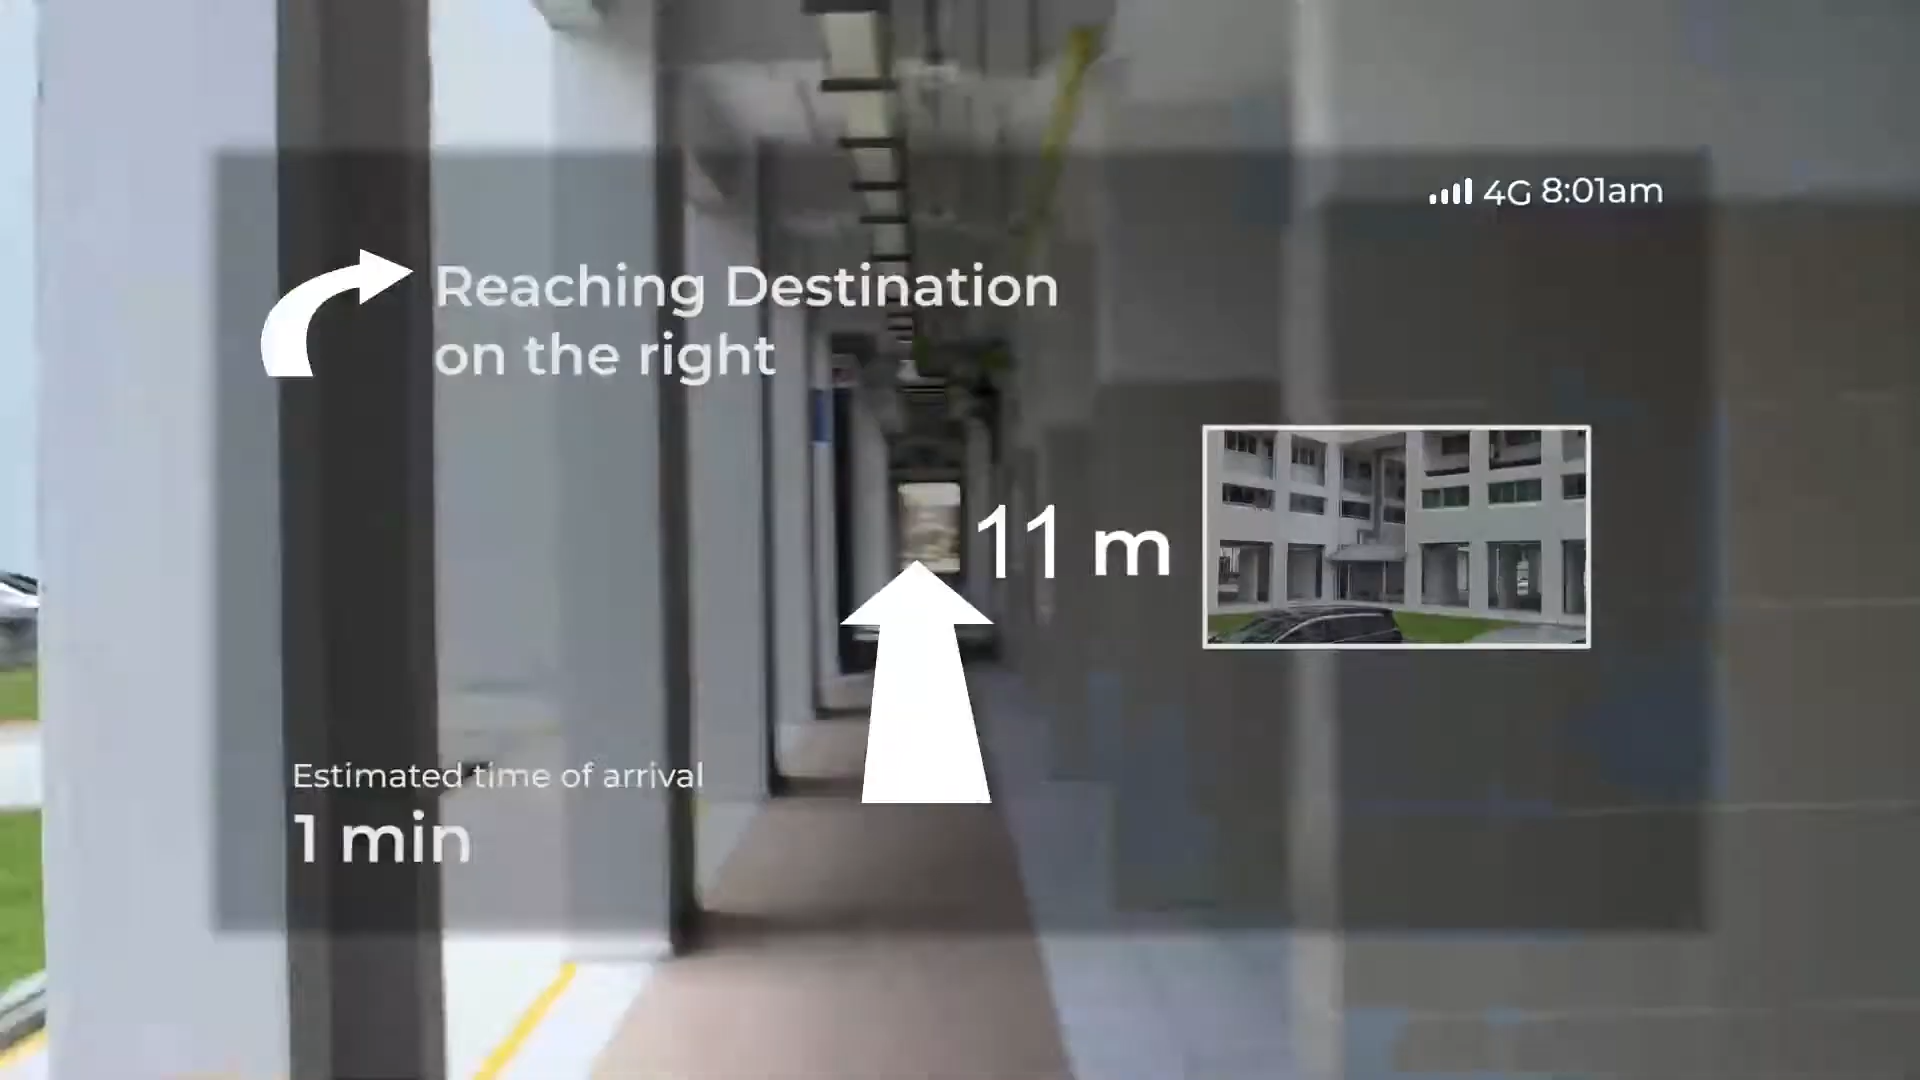 4G 8:01am
Reaching Destination
on the right
11 m
Estimated time of arrival
1 min